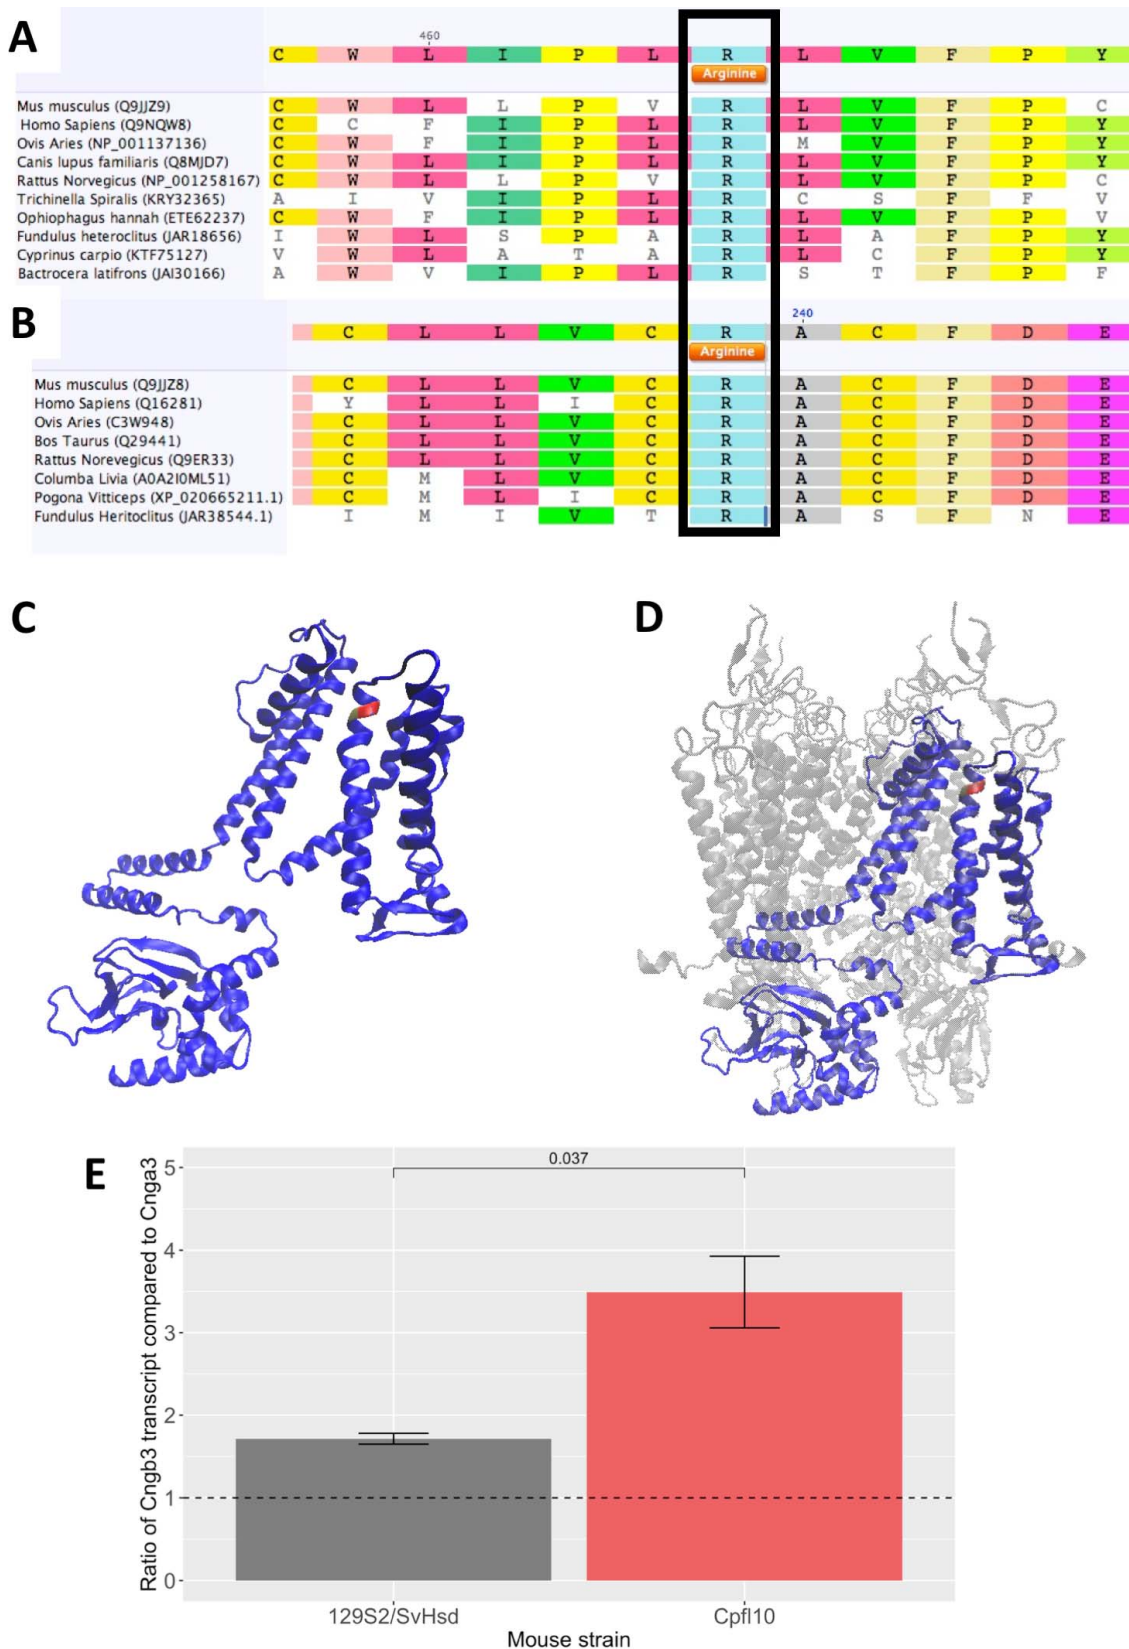 A
460
C W L I P L R L V F P Y
Arginine
Mus musculus (Q9JJZ9) C W L L P V R L V F P C
Homo Sapiens (Q9NQW8) C C F I P L R L V F P Y
Ovis Aries (NP_001137136) C W F I P L R M V F P Y
Canis lupus familiaris (Q8MJD7) C W L I P L R L V F P Y
Rattus Norvegicus (NP_001258167) C W L L P V R L V F P C
Trichinella Spiralis (KRY32365) A I V I P L R C S F F V
Ophiophagus hannah (ETE62237) C W F I P L R L V F P V
Fundulus heteroclitus (JAR18656) I W L S P A R L A F P Y
Cyprinus carpio (KTF75127) V W L A T A R L C F P Y
Bactrocera latifrons (JAI30166) A W V I P L R S T F P F
B
240
C L L V C R A C F D E
Arginine
Mus musculus (Q9JJZ8) C L L V C R A C F D E
Homo Sapiens (Q16281) Y L L I C R A C F D E
Ovis Aries (C3W948) C L L V C R A C F D E
Bos Taurus (Q29441) C L L V C R A C F D E
Rattus Norevegicus (Q9ER33) C L L V C R A C F D E
Columba Livia (A0A2I0ML51) C M L V C R A C F D E
Pogona Vitticeps (XP_020665211.1) C M L I C R A C F D E
Fundulus Heritoclitus (JAR38544.1) I M I V T R A S F N E
C
D
E
Ratio of Cngb3 transcript compared to Cnga3
5
4
3
2
1
0
0.037
129S2/SvHsd
Cpfl10
Mouse strain